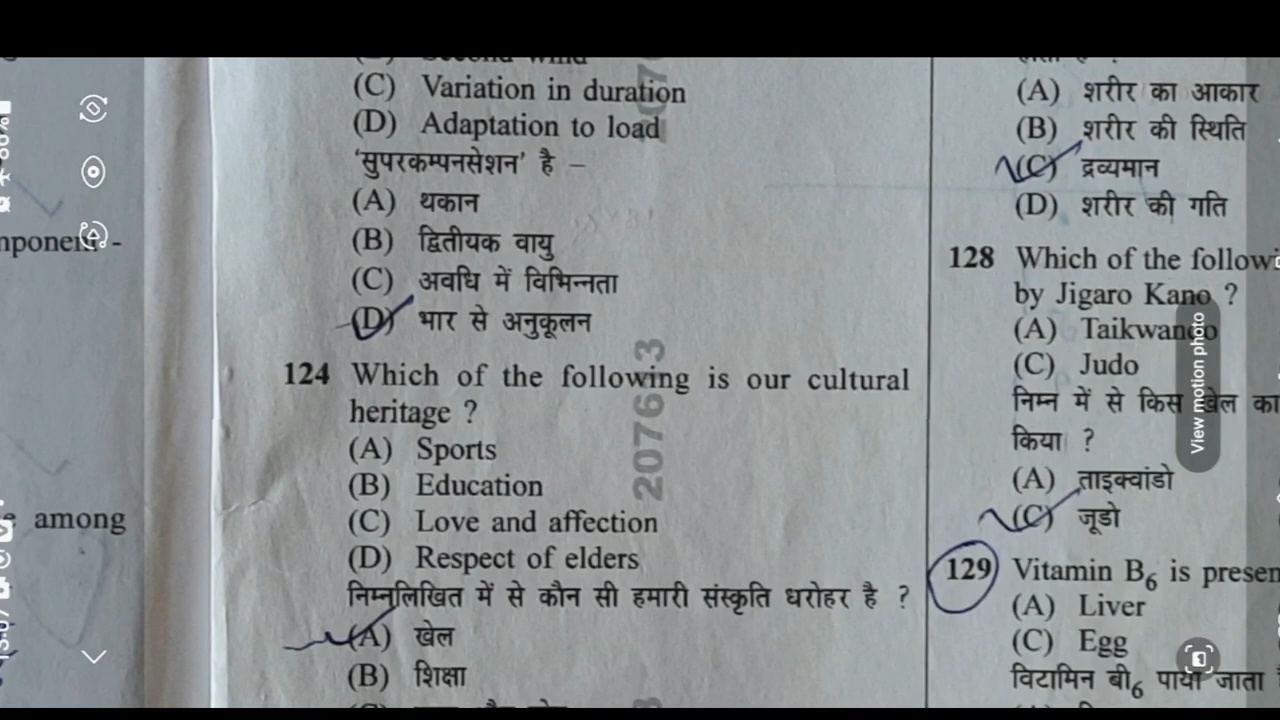 (C) Variation in duration
(D) Adaptation to load
'सुपरकम्पनसेशन' है –
(A) थकान
(B) द्वितीयक वायु
(C) अवधि में विभिन्नता
(D) भार से अनुकूलन
124 Which of the following is our cultural
heritage ?
(A) Sports
(B) Education
(C) Love and affection
(D) Respect of elders
निम्नलिखित में से कौन सी हमारी संस्कृति धरोहर है ?
(A) खेल
(B) शिक्षा
(A) शरीर का आकार
(B) शरीर की स्थिति
(C) द्रव्यमान
(D) शरीर की गति
128 Which of the
by Jigaro Kano ?
(A) Taikwando
(C) Judo
निम्न में से किस खेल का
किया ?
(A) ताइक्वांडो
(C) जूडो
129 Vitamin B6 is
(A) Liver
(C) Egg
विटामिन बी6 पाया जाता
among
2076113
View motion photo